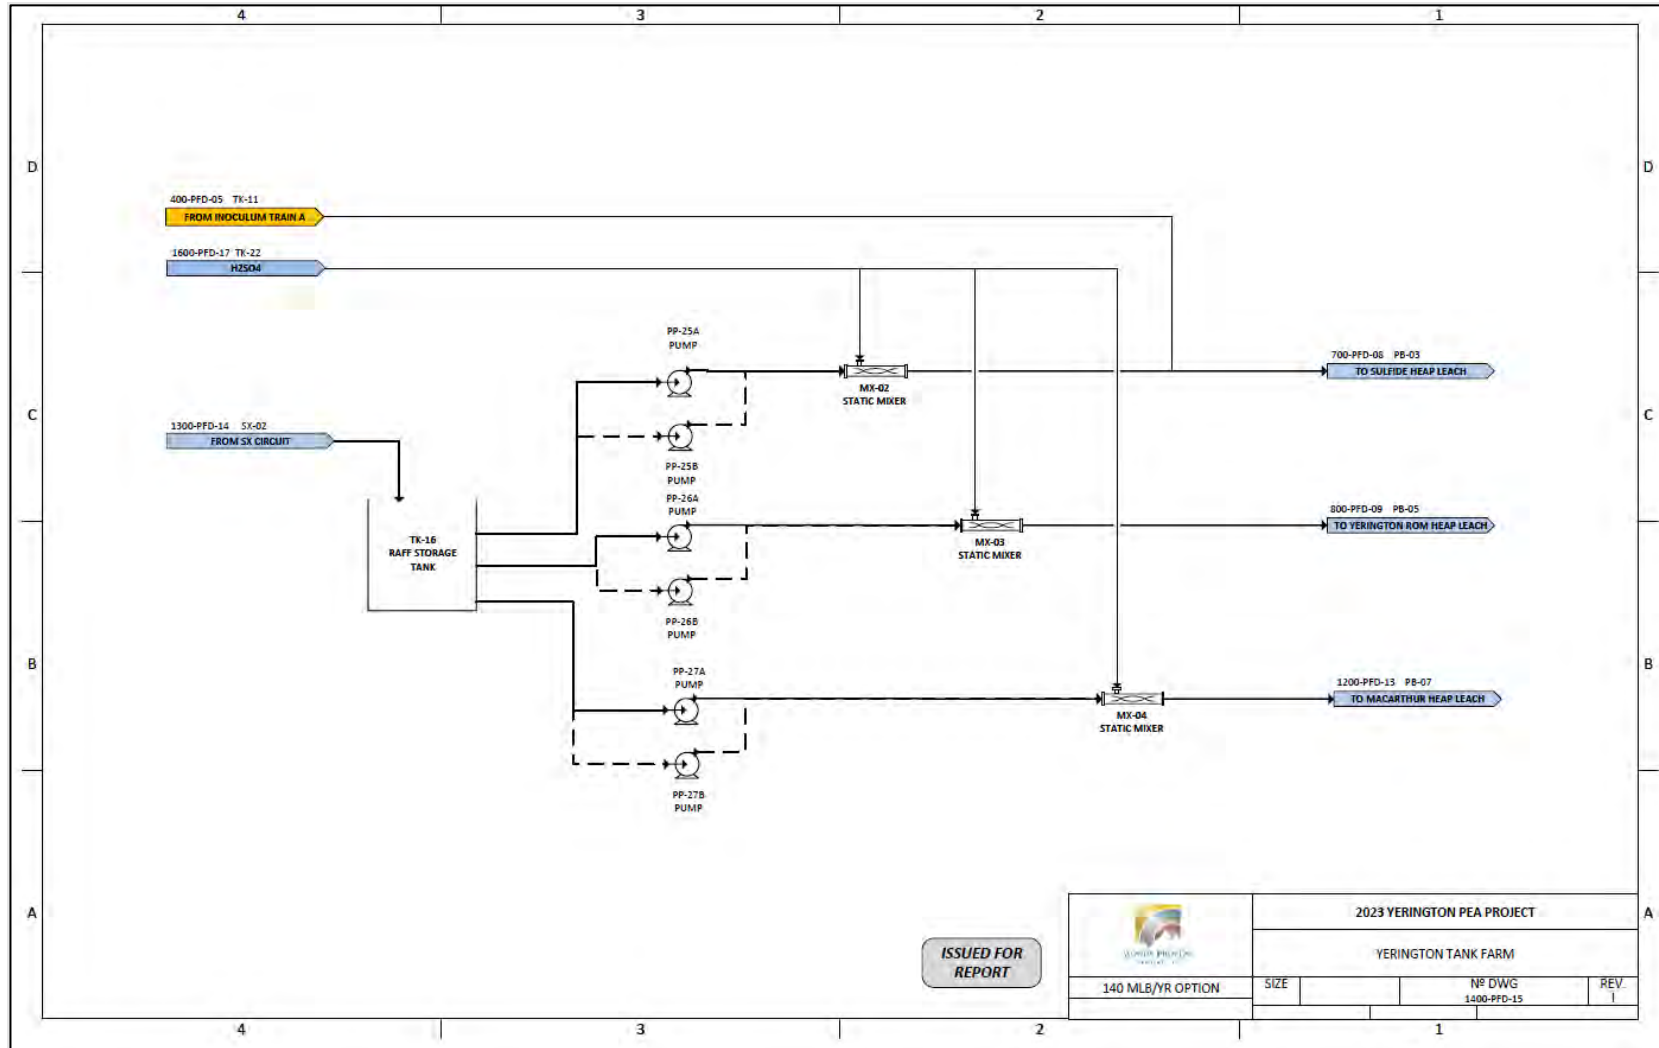 4 3 2 1
D D
400-PFD-05 TK-11
FROM INOCULUM TRAIN A
1600-PFD-17 TK-22
H2SO4
PP-25A
PUMP
700-PFD-08 PB-03
TO SULFIDE HEAP LEACH
MX-02
STATIC MIXER
C C
1300-PFD-14 SX-02
FROM SX CIRCUIT
PP-25B
PUMP
PP-26A
PUMP
800-PFD-09 PB-05
TO YERINGTON ROM HEAP LEACH
TK-16
RAFF STORAGE
TANK
MX-03
STATIC MIXER
PP-26B
PUMP
B B
PP-27A
PUMP
1200-PFD-13 PB-07
TO MACARTHUR HEAP LEACH
MX-04
STATIC MIXER
PP-27B
PUMP
A A
ISSUED FOR
REPORT
2023 YERINGTON PEA PROJECT
YERINGTON TANK FARM
140 MLB/YR OPTION
SIZE
Nº DWG
1400-PFD-15
REV.
I
4 3 2 1